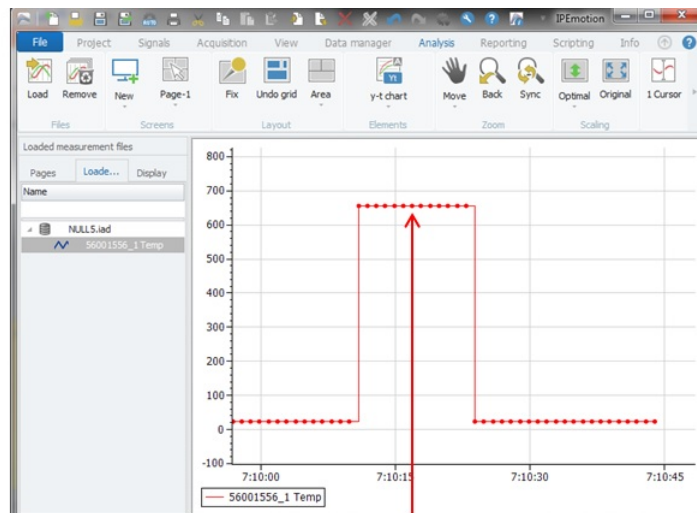 IPEmotion
File Project Signals Acquisition View Data manager Analysis Reporting Scripting Info
Load Remove New Page-1 Fix Undo grid Area y-t chart Move Back Sync Optimal Original 1 Cursor
Files Screens Layout Elements Zoom Scaling
Loaded measurement files
Pages Loade... Display
Name
NULL5.iad
56001556_1 Temp
800
700
600
500
400
300
200
100
0
-100
7:10:00 7:10:15 7:10:30 7:10:45
56001556_1 Temp